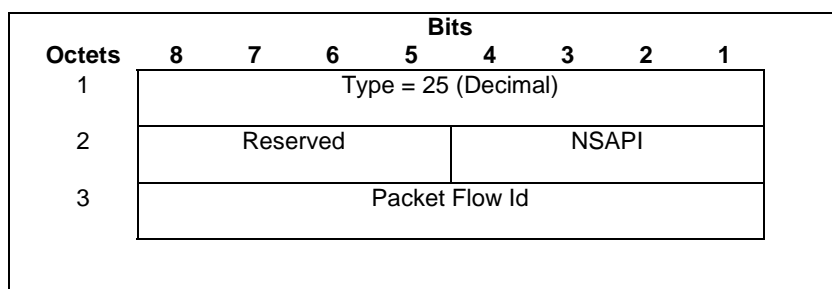 Bits
Octets 8 7 6 5 4 3 2 1
1 Type = 25 (Decimal)
2 Reserved NSAPI
3 Packet Flow Id